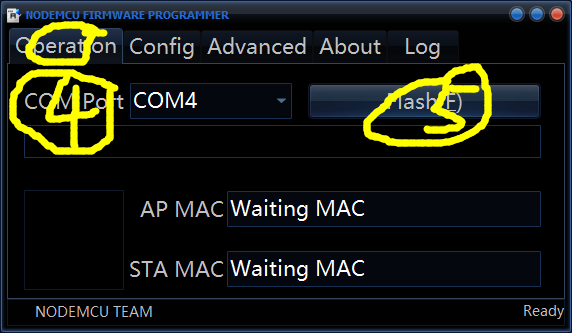 NODEMCU FIRMWARE PROGRAMMER
Operation Config Advanced About Log
COM Port COM4 Flash(F)
4 5
AP MAC Waiting MAC
STA MAC Waiting MAC
NODEMCU TEAM Ready